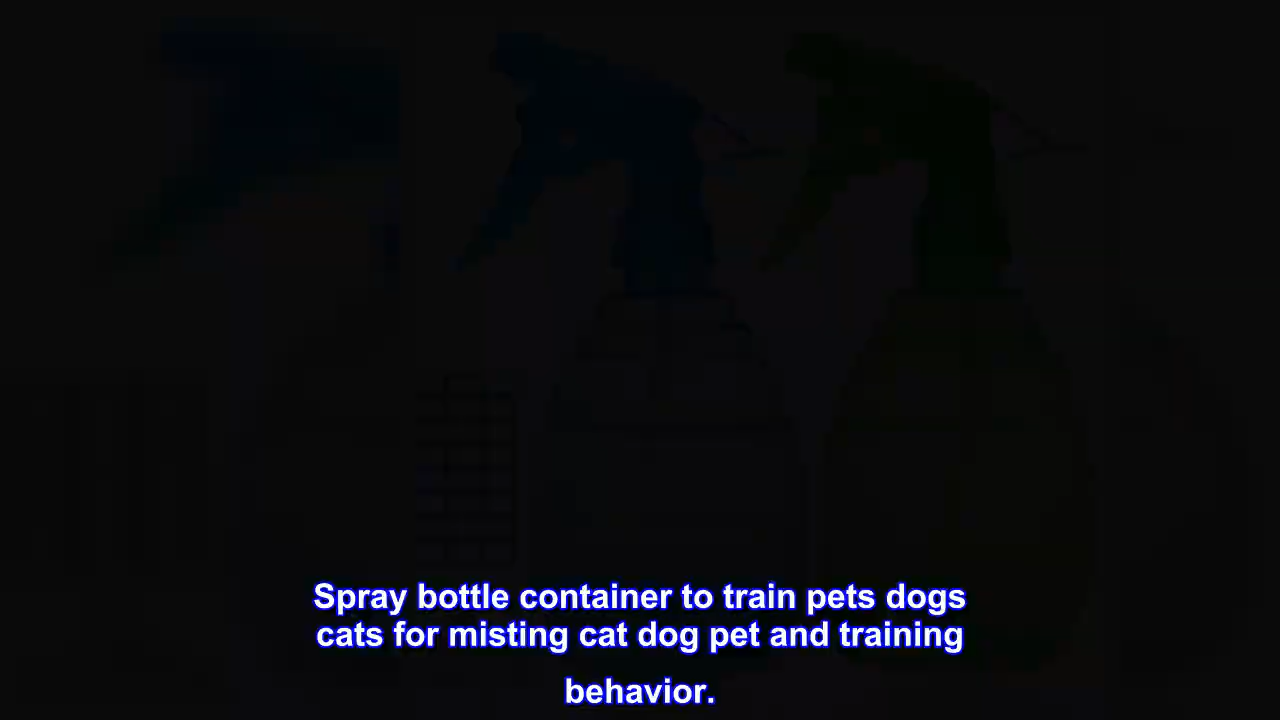 Spray bottle container to train pets dogs
cats for misting cat dog pet and training
behavior.